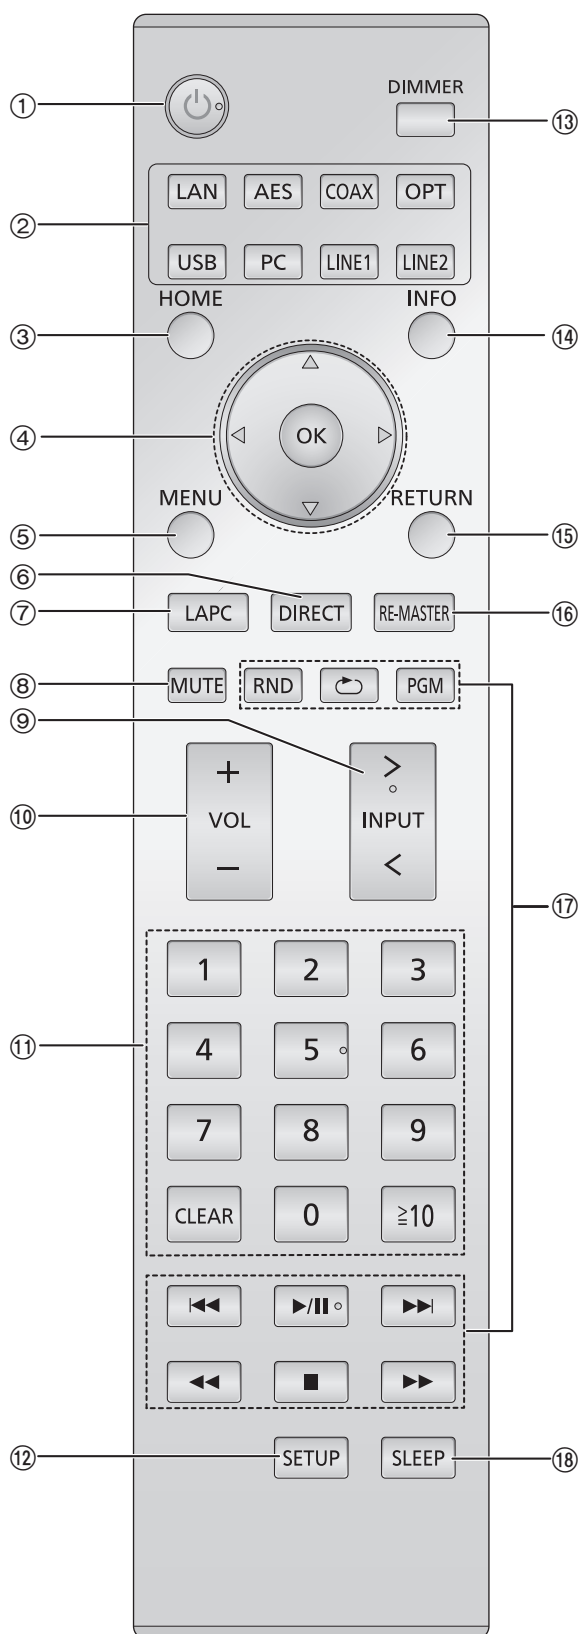 ① DIMMER ⑬
LAN AES COAX OPT
②
USB PC LINE1 LINE2
HOME INFO
③ ⑭
④ OK
MENU RETURN
⑤ ⑮
⑥
⑦ LAPC DIRECT RE-MASTER ⑯
⑧ MUTE RND PGM
⑨
+ >
⑩ VOL INPUT
− <
⑰
1 2 3
⑪ 4 5 6
7 8 9
CLEAR 0 ≧10
▶/II
⑫ SETUP SLEEP ⑱